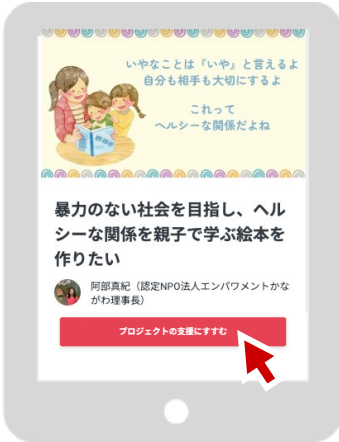 いやなことは『いや』と言えるよ
自分も相手も大切にするよ
これって
ヘルシーな関係だよね
暴力のない社会を目指し、ヘル
シーな関係を親子で学ぶ絵本を
作りたい
阿部真紀（認定NPO法人エンパワメントかな
がわ理事長）
プロジェクトの支援にすすむ